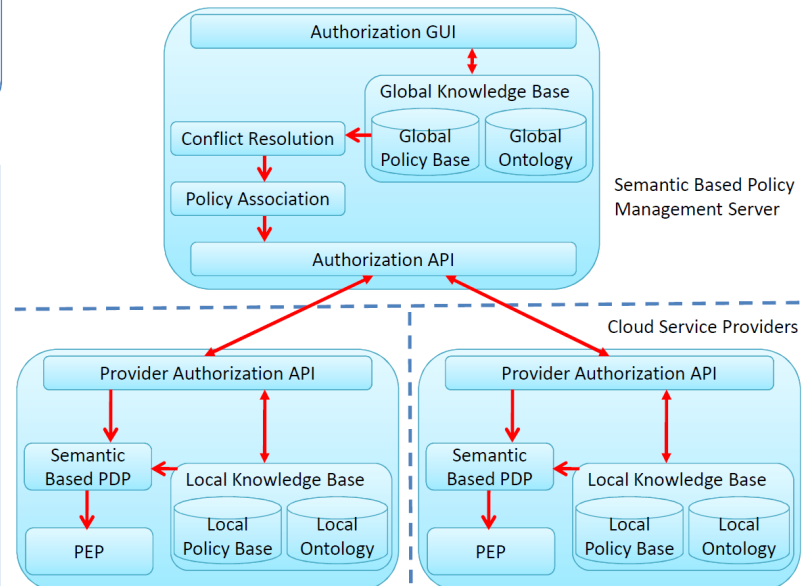 Authorization GUI
Global Knowledge Base
Global
Policy Base
Global
Ontology
Conflict Resolution
Policy Association
Authorization API
Semantic Based Policy
Management Server
Cloud Service Providers
Provider Authorization API
Semantic
Based PDP
PEP
Local Knowledge Base
Local
Policy Base
Local
Ontology
Provider Authorization API
Semantic
Based PDP
PEP
Local Knowledge Base
Local
Policy Base
Local
Ontology